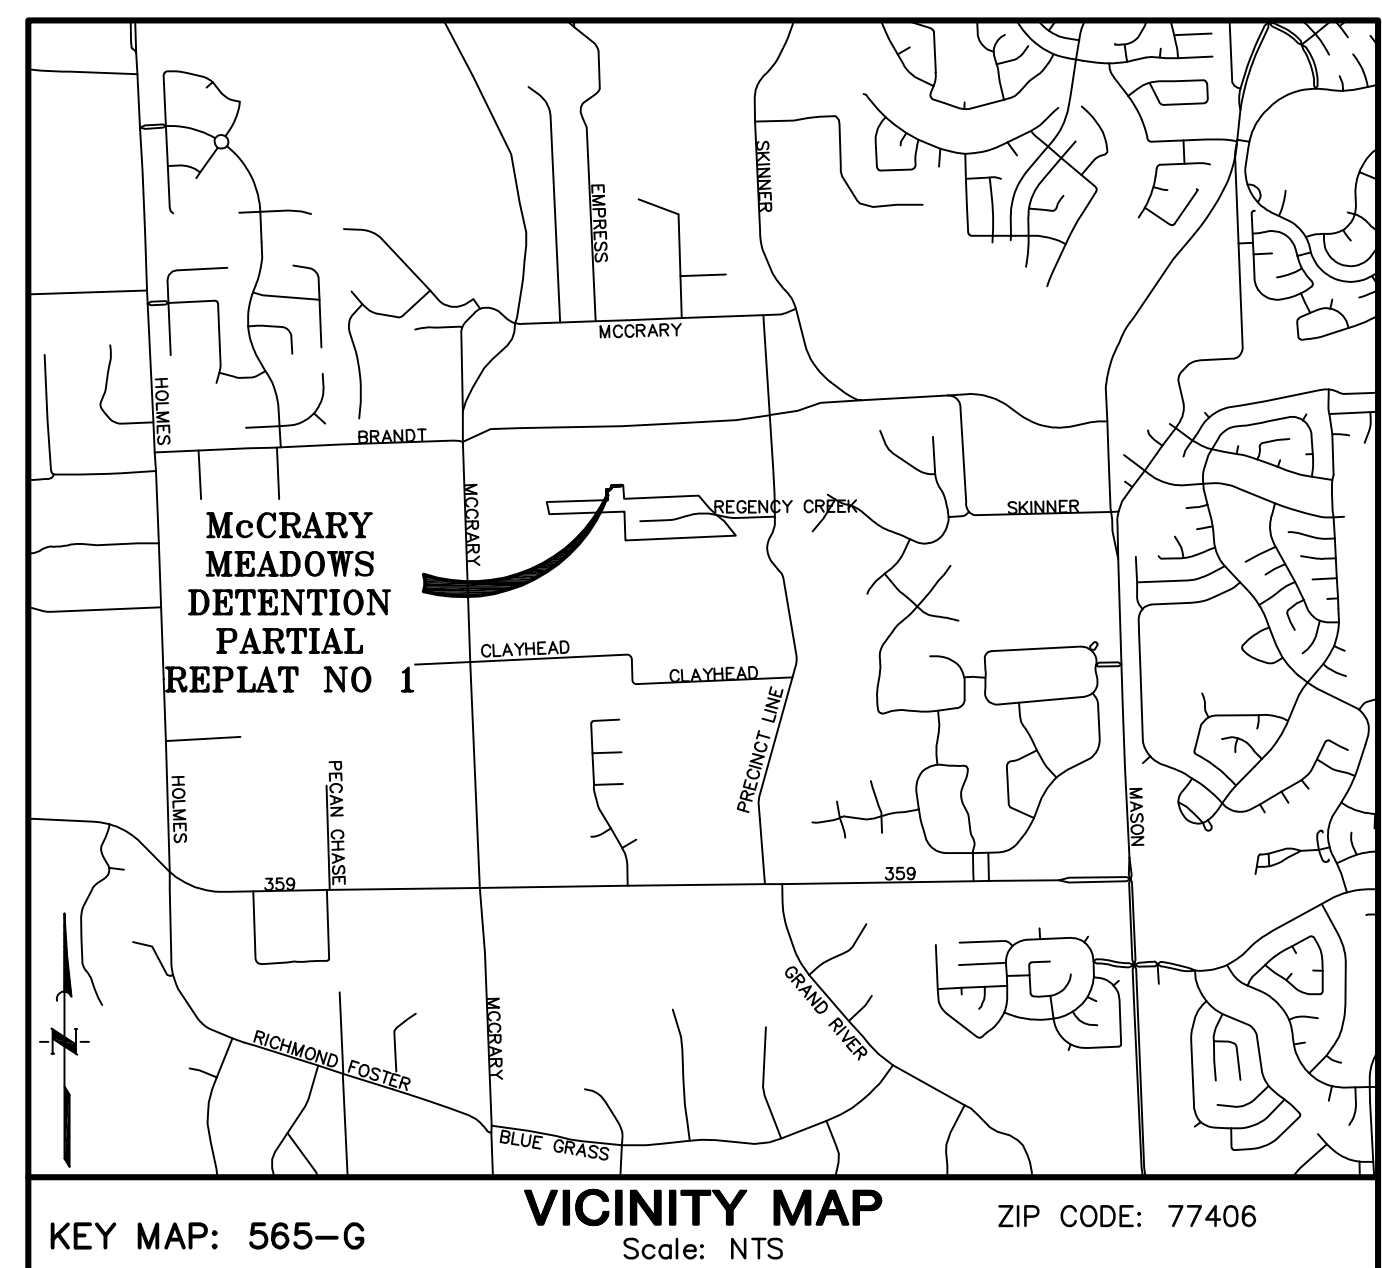 SKINNER
EMPRESS
MCCRARY
HOLMES
BRANDT
MCCRARY
REGENCY CREEK
SKINNER
McCRARY
MEADOWS
DETENTION
PARTIAL
REPLAT NO 1
CLAYHEAD
CLAYHEAD
PRECINCT LINE
HOLMES
PECAN CHASE
MASON
359
359
GRAND RIVER
MCCRARY
N
RICHMOND FOSTER
BLUE GRASS
VICINITY MAP
KEY MAP: 565-G
ZIP CODE: 77406
Scale: NTS